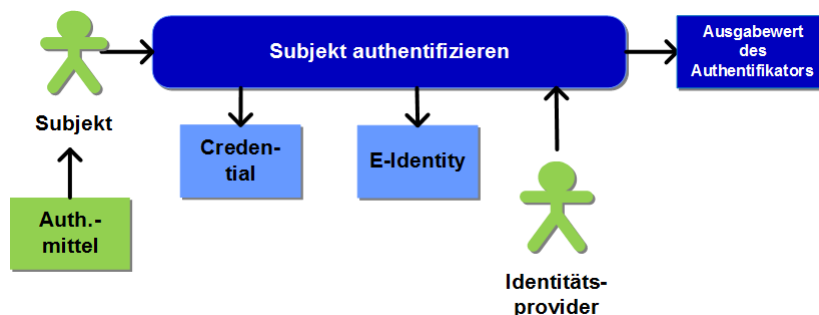 Subjekt authentifizieren
Ausgabewert
des
Authentifikators
Subjekt
Creden-
tial
E-Identity
Auth.-
mittel
Identitäts-
provider